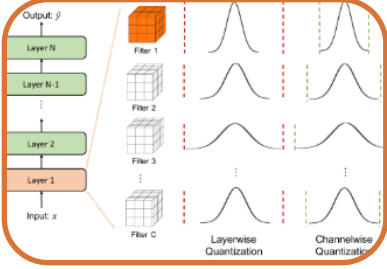 Output: ŷ
Layer N
Layer N-1
⋮
Layer 2
Layer 1
Input: x
Filter 1
Filter 2
Filter 3
⋮
Filter C
⋮
Layerwise
Quantization
⋮
Channelwise
Quantization